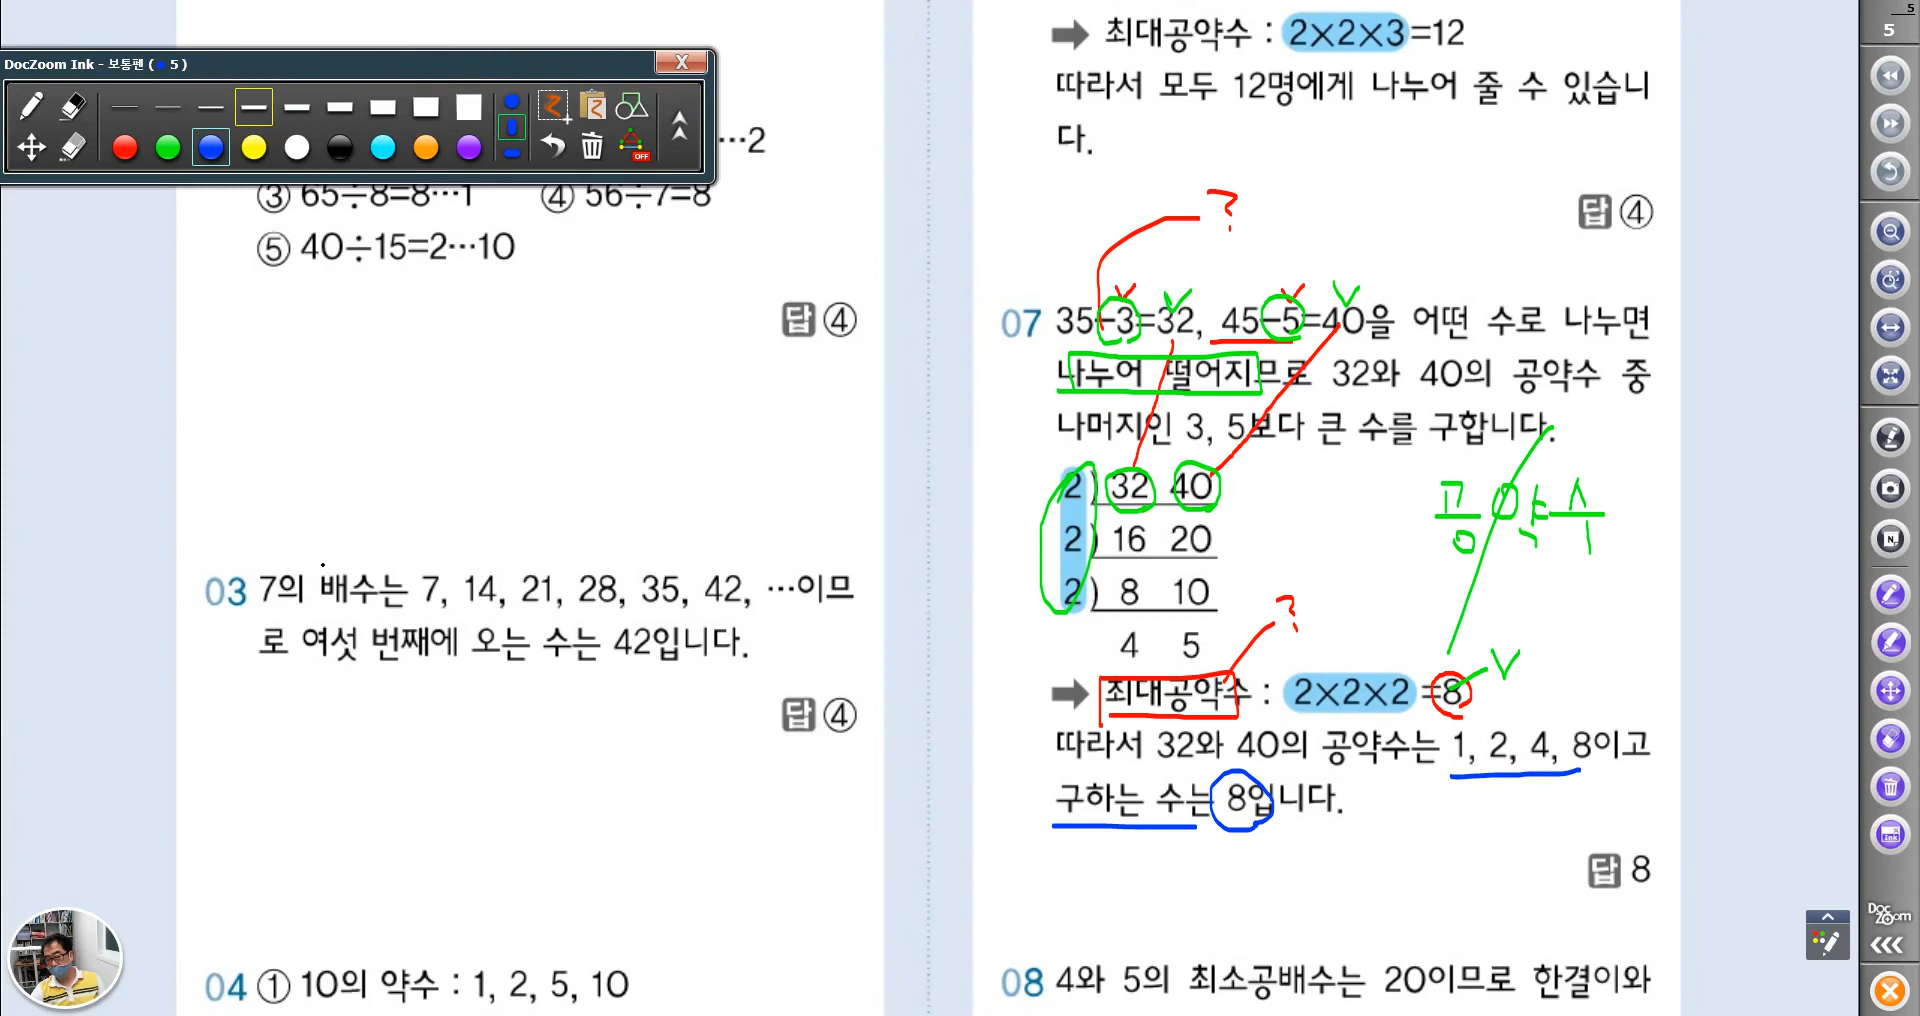 DocZoom Ink - 보통펜 ( 5 )
X
OFF
…2
③ 65÷8=8…1 ④ 56÷7=8
⑤ 40÷15=2…10
답 ④
03 7의 배수는 7, 14, 21, 28, 35, 42, …이므
로 여섯 번째에 오는 수는 42입니다.
답 ④
04 ① 10의 약수 : 1, 2, 5, 10
➡ 최대공약수 : 2×2×3=12
따라서 모두 12명에게 나누어 줄 수 있습니
다.
답 ④
?
07 35-3=32, 45-5=40을 어떤 수로 나누면
나누어 떨어지므로 32와 40의 공약수 중
나머지인 3, 5보다 큰 수를 구합니다.
2) 32 40
2) 16 20
2) 8 10
4 5
공약수
?
➡ 최대공약수 : 2×2×2=8
따라서 32와 40의 공약수는 1, 2, 4, 8이고
구하는 수는 8입니다.
답 8
08 4와 5의 최소공배수는 20이므로 한결이와
5
5
N
Ink
DocZoom